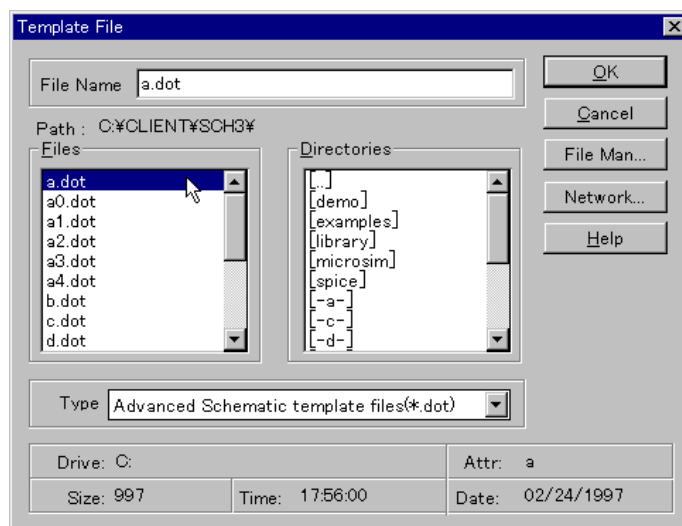 Template File
File Name a.dot
Path : C:¥CLIENT¥SCH3¥
Files
a.dot
a0.dot
a1.dot
a2.dot
a3.dot
a4.dot
b.dot
c.dot
d.dot
Directories
[..]
[demo]
[examples]
[library]
[microsim]
[spice]
[-a-]
[-c-]
[-d-]
OK
Cancel
File Man...
Network...
Help
Type Advanced Schematic template files(*.dot)
Drive: C: Attr: a
Size: 997 Time: 17:56:00 Date: 02/24/1997